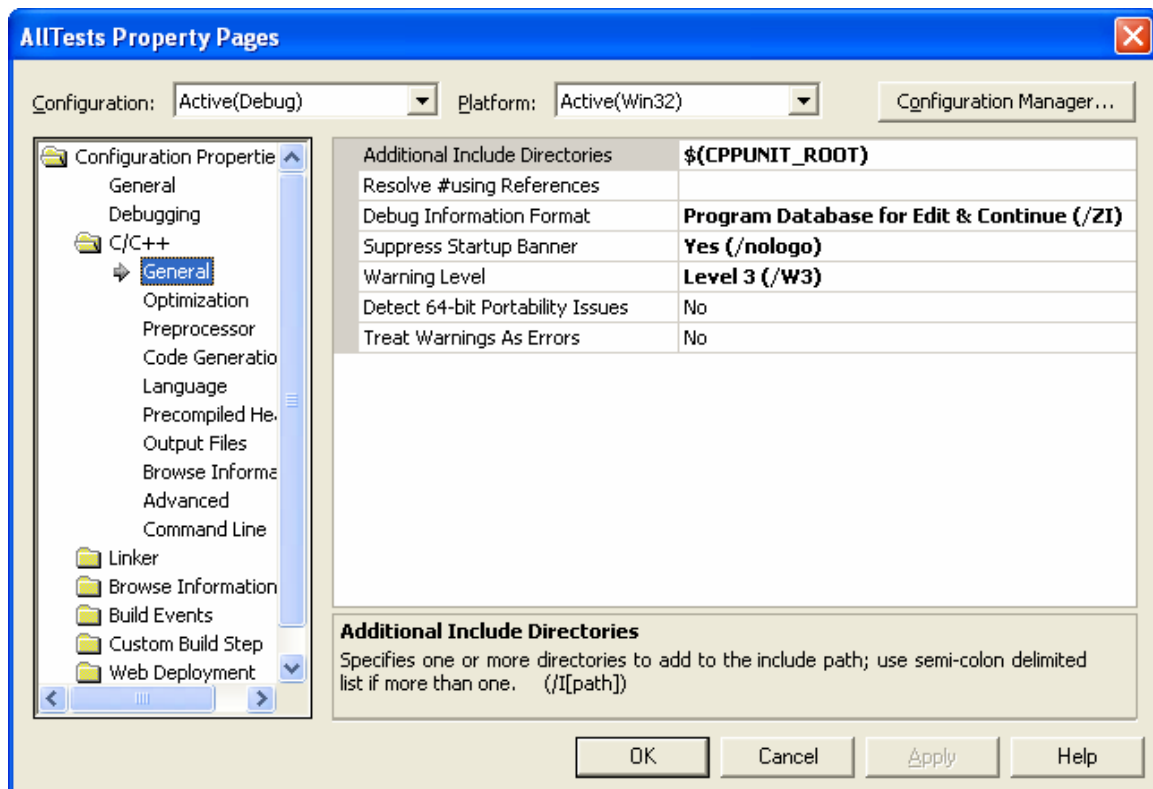 AllTests Property Pages
Configuration: Active(Debug) Platform: Active(Win32) Configuration Manager...
Configuration Propertie
General
Debugging
C/C++
General
Optimization
Preprocessor
Code Generatio
Language
Precompiled He
Output Files
Browse Informa
Advanced
Command Line
Linker
Browse Information
Build Events
Custom Build Step
Web Deployment
Additional Include Directories $(CPPUNIT_ROOT)
Resolve #using References
Debug Information Format Program Database for Edit & Continue (/ZI)
Suppress Startup Banner Yes (/nologo)
Warning Level Level 3 (/W3)
Detect 64-bit Portability Issues No
Treat Warnings As Errors No
Additional Include Directories
Specifies one or more directories to add to the include path; use semi-colon delimited
list if more than one. (/I[path])
OK Cancel Apply Help